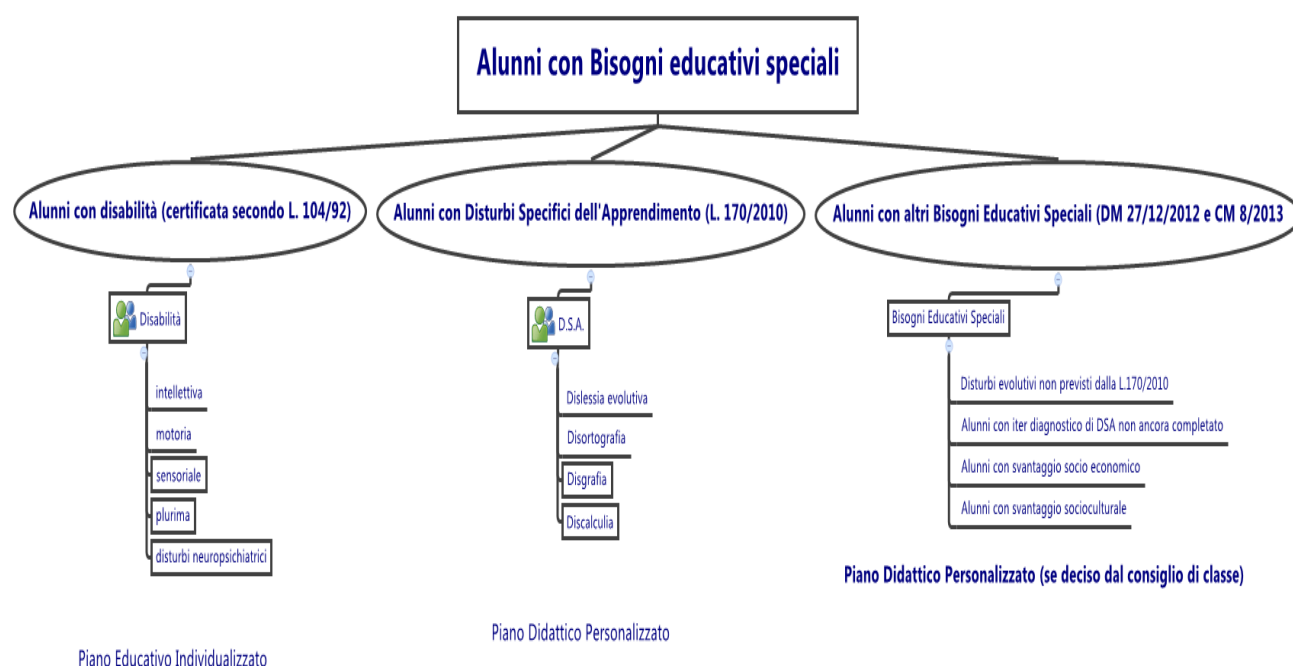 Alunni con Bisogni educativi speciali
Alunni con disabilità (certificata secondo L. 104/92)
Disabilità
intellettiva
motoria
sensoriale
plurima
disturbi neuropsichiatrici
Piano Educativo Individualizzato
Alunni con Disturbi Specifici dell'Apprendimento (L. 170/2010)
D.S.A.
Dislessia evolutiva
Disortografia
Disgrafia
Discalculia
Piano Didattico Personalizzato
Alunni con altri Bisogni Educativi Speciali (DM 27/12/2012 e CM 8/2013
Bisogni Educativi Speciali
Disturbi evolutivi non previsti dalla L.170/2010
Alunni con iter diagnostico di DSA non ancora completato
Alunni con svantaggio socio economico
Alunni con svantaggio socioculturale
Piano Didattico Personalizzato (se deciso dal consiglio di classe)